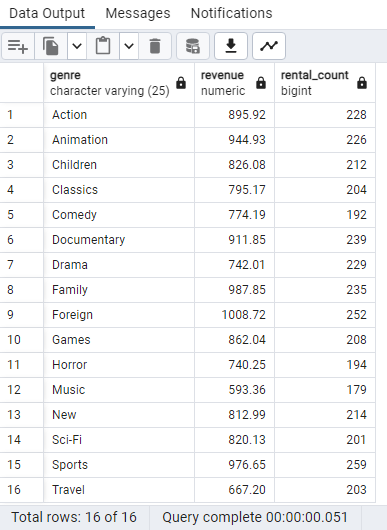 Data Output Messages Notifications
genre revenue rental_count
character varying (25) numeric bigint
1 Action 895.92 228
2 Animation 944.93 226
3 Children 826.08 212
4 Classics 795.17 204
5 Comedy 774.19 192
6 Documentary 911.85 239
7 Drama 742.01 229
8 Family 987.85 235
9 Foreign 1008.72 252
10 Games 862.04 208
11 Horror 740.25 194
12 Music 593.36 179
13 New 812.99 214
14 Sci-Fi 820.13 201
15 Sports 976.65 259
16 Travel 667.20 203
Total rows: 16 of 16 Query complete 00:00:00.051